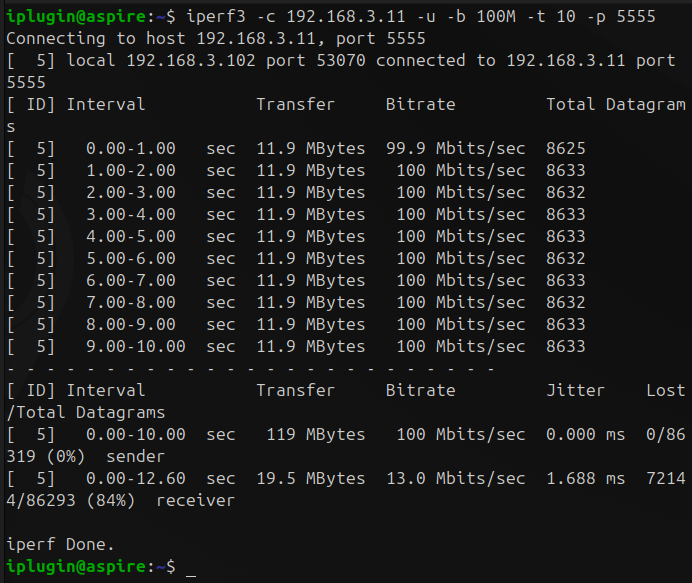 iplugin@aspire:~$ iperf3 -c 192.168.3.11 -u -b 100M -t 10 -p 5555
Connecting to host 192.168.3.11, port 5555
[  5] local 192.168.3.102 port 53070 connected to 192.168.3.11 port
5555
[ ID] Interval           Transfer     Bitrate         Total Datagram
s
[  5]   0.00-1.00   sec  11.9 MBytes  99.9 Mbits/sec  8625
[  5]   1.00-2.00   sec  11.9 MBytes   100 Mbits/sec  8633
[  5]   2.00-3.00   sec  11.9 MBytes   100 Mbits/sec  8632
[  5]   3.00-4.00   sec  11.9 MBytes   100 Mbits/sec  8633
[  5]   4.00-5.00   sec  11.9 MBytes   100 Mbits/sec  8633
[  5]   5.00-6.00   sec  11.9 MBytes   100 Mbits/sec  8632
[  5]   6.00-7.00   sec  11.9 MBytes   100 Mbits/sec  8633
[  5]   7.00-8.00   sec  11.9 MBytes   100 Mbits/sec  8632
[  5]   8.00-9.00   sec  11.9 MBytes   100 Mbits/sec  8633
[  5]   9.00-10.00  sec  11.9 MBytes   100 Mbits/sec  8633
- - - - - - - - - - - - - - - - - - - - - - - - -
[ ID] Interval           Transfer     Bitrate         Jitter    Lost
/Total Datagrams
[  5]   0.00-10.00  sec   119 MBytes   100 Mbits/sec  0.000 ms  0/86
319 (0%)  sender
[  5]   0.00-12.60  sec  19.5 MBytes  13.0 Mbits/sec  1.688 ms  7214
4/86293 (84%)  receiver

iperf Done.
iplugin@aspire:~$ _